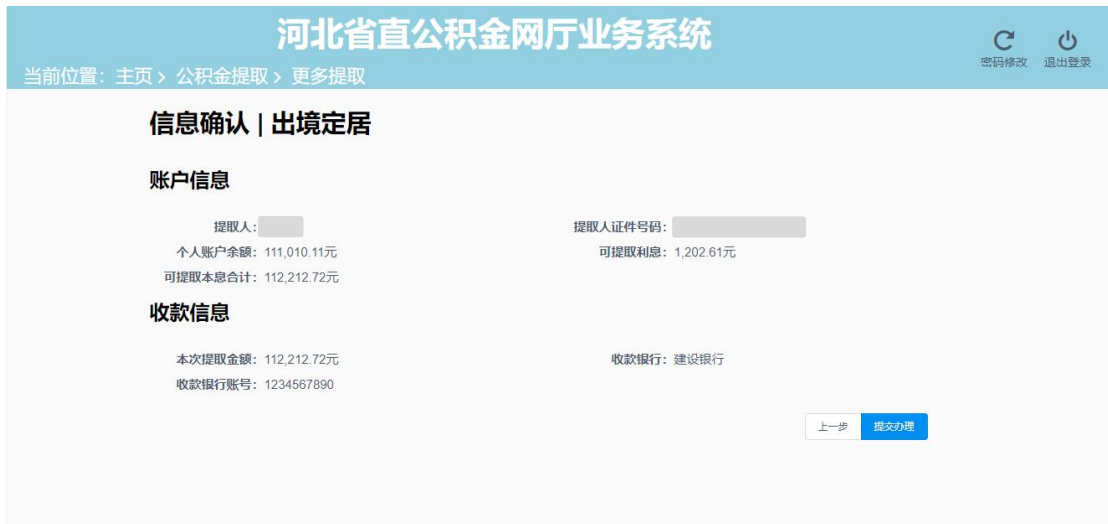 河北省直公积金网厅业务系统
密码修改 退出登录
当前位置：主页 > 公积金提取 > 更多提取
信息确认 | 出境定居
账户信息
提取人： 提取人证件号码：
个人账户余额：111,010.11元 可提取利息：1,202.61元
可提取本息合计：112,212.72元
收款信息
本次提取金额：112,212.72元 收款银行：建设银行
收款银行账号：1234567890
上一步 提交办理